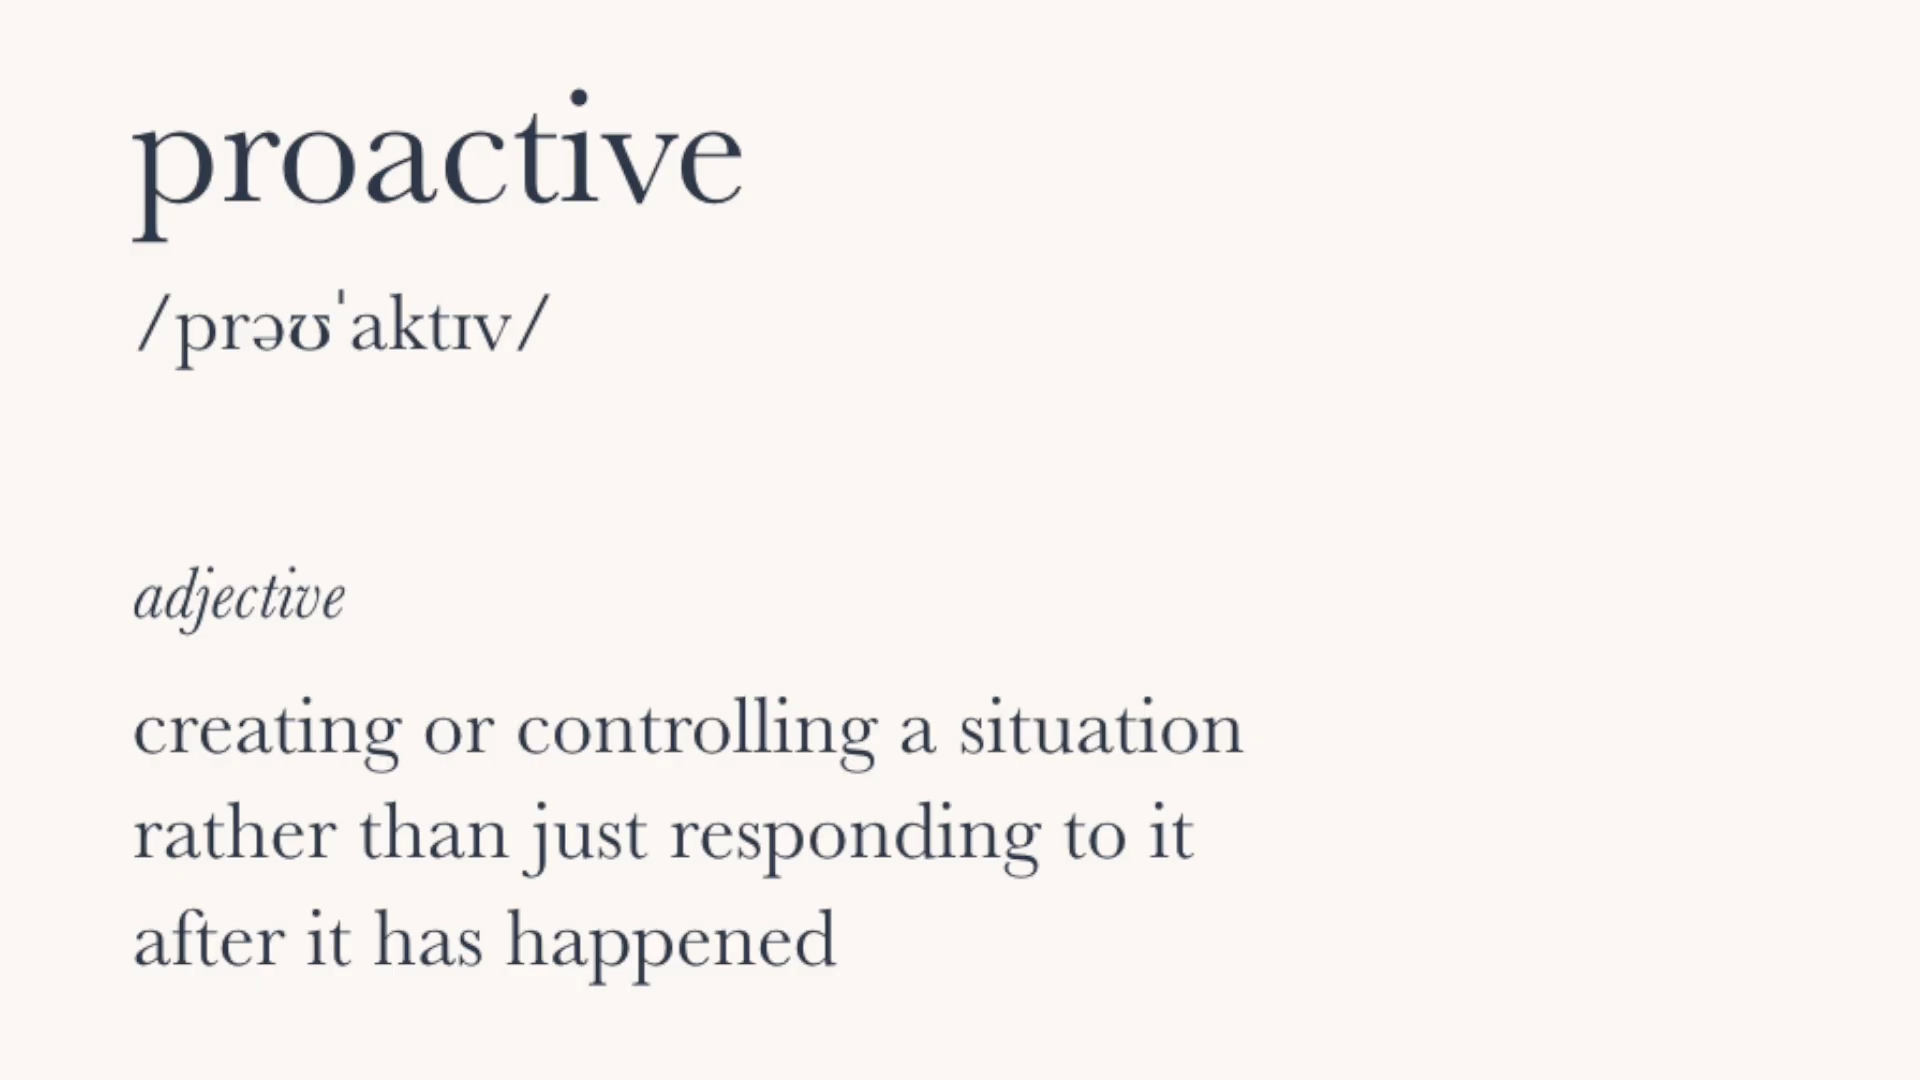 proactive
/prəʊˈaktɪv/
adjective
creating or controlling a situation
rather than just responding to it
after it has happened